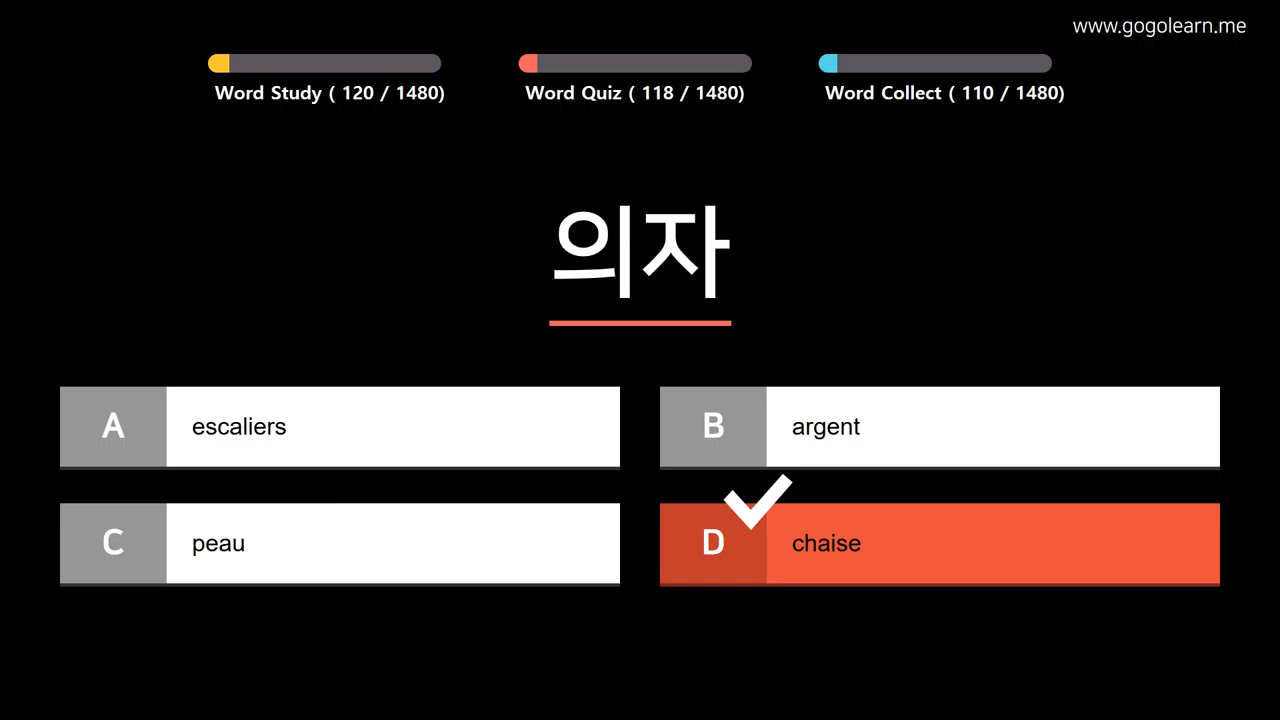 www.gogolearn.me
Word Study ( 120 / 1480)
Word Quiz ( 118 / 1480)
Word Collect ( 110 / 1480)
의자
A escaliers
B argent
C peau
D chaise